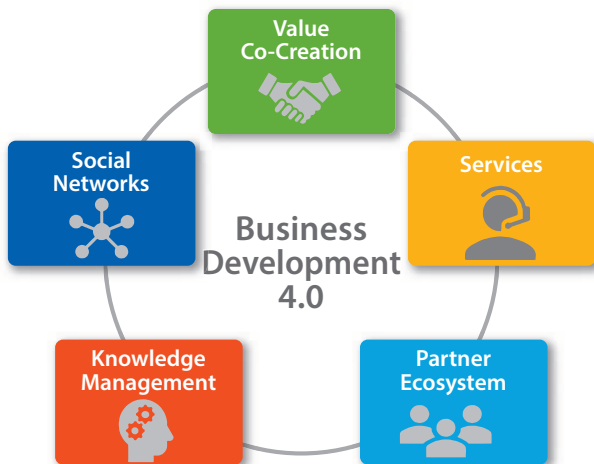 Value
Co-Creation
Social
Networks
Services
Business
Development
4.0
Knowledge
Management
Partner
Ecosystem